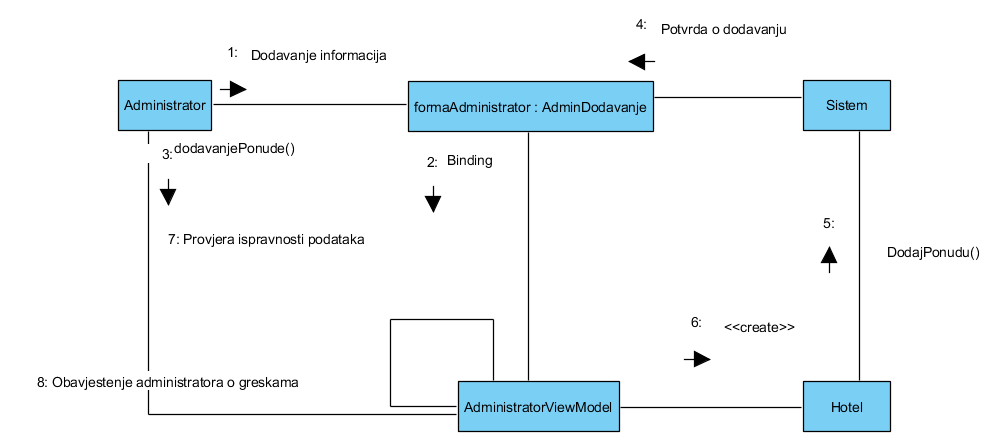 4: Potvrda o dodavanju
1: Dodavanje informacija
Administrator
formaAdministrator : AdminDodavanje
Sistem
3: dodavanjePonude()
2: Binding
7: Provjera ispravnosti podataka
5:
DodajPonudu()
6: <<create>>
8: Obavjestenje administratora o greskama
AdministratorViewModel
Hotel